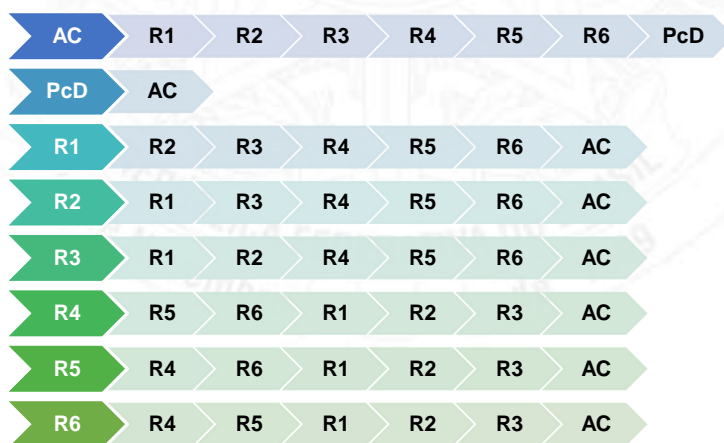 AC R1 R2 R3 R4 R5 R6 PcD
PcD AC
R1 R2 R3 R4 R5 R6 AC
R2 R1 R3 R4 R5 R6 AC
R3 R1 R2 R4 R5 R6 AC
R4 R5 R6 R1 R2 R3 AC
R5 R4 R6 R1 R2 R3 AC
R6 R4 R5 R1 R2 R3 AC